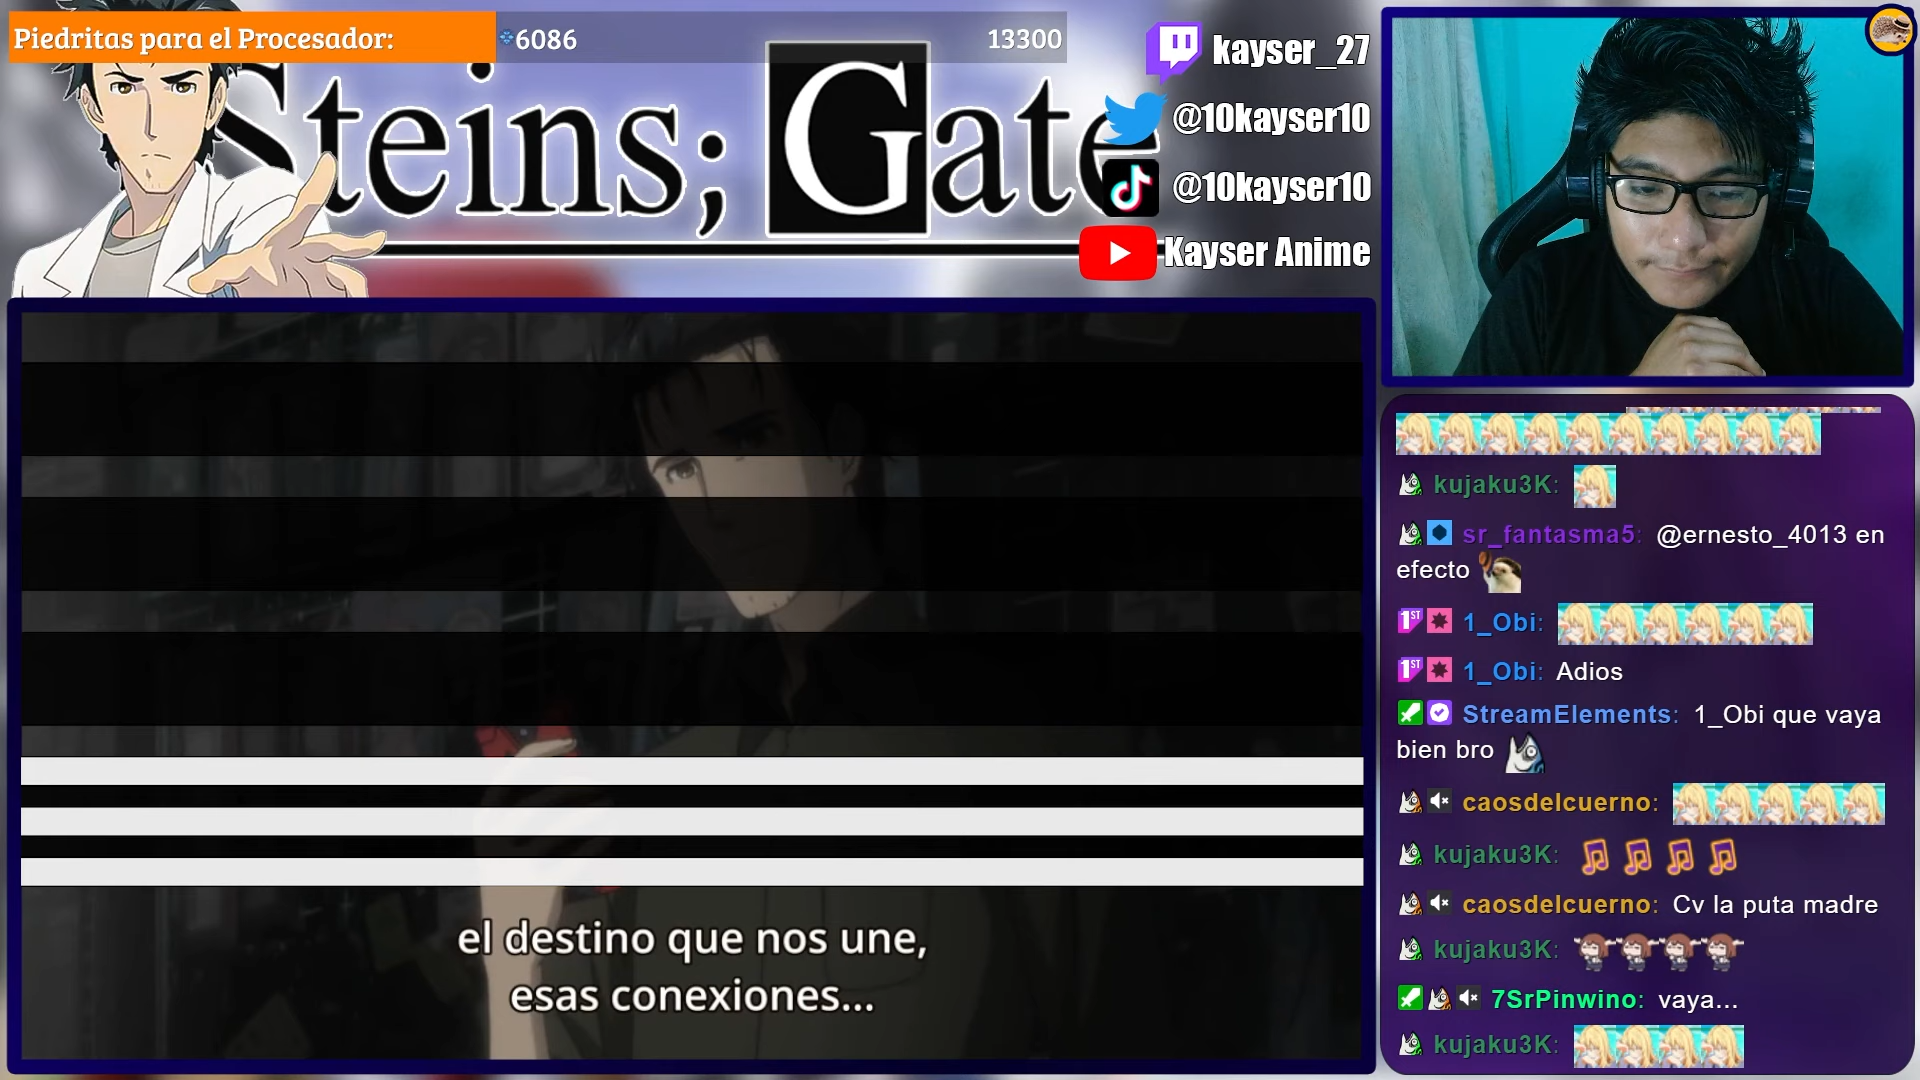 Piedritas para el Procesador:
6086
13300
Steins;Gate
kayser_27
@10kayser10
@10kayser10
Kayser Anime
el destino que nos une,
esas conexiones...
kujaku3K:
sr_fantasma5: @ernesto_4013 en
efecto
1ST 1_Obi:
1ST 1_Obi: Adios
StreamElements: 1_Obi que vaya
bien bro
caosdelcuerno:
kujaku3K:
caosdelcuerno: Cv la puta madre
kujaku3K:
7SrPinwino: vaya...
kujaku3K: